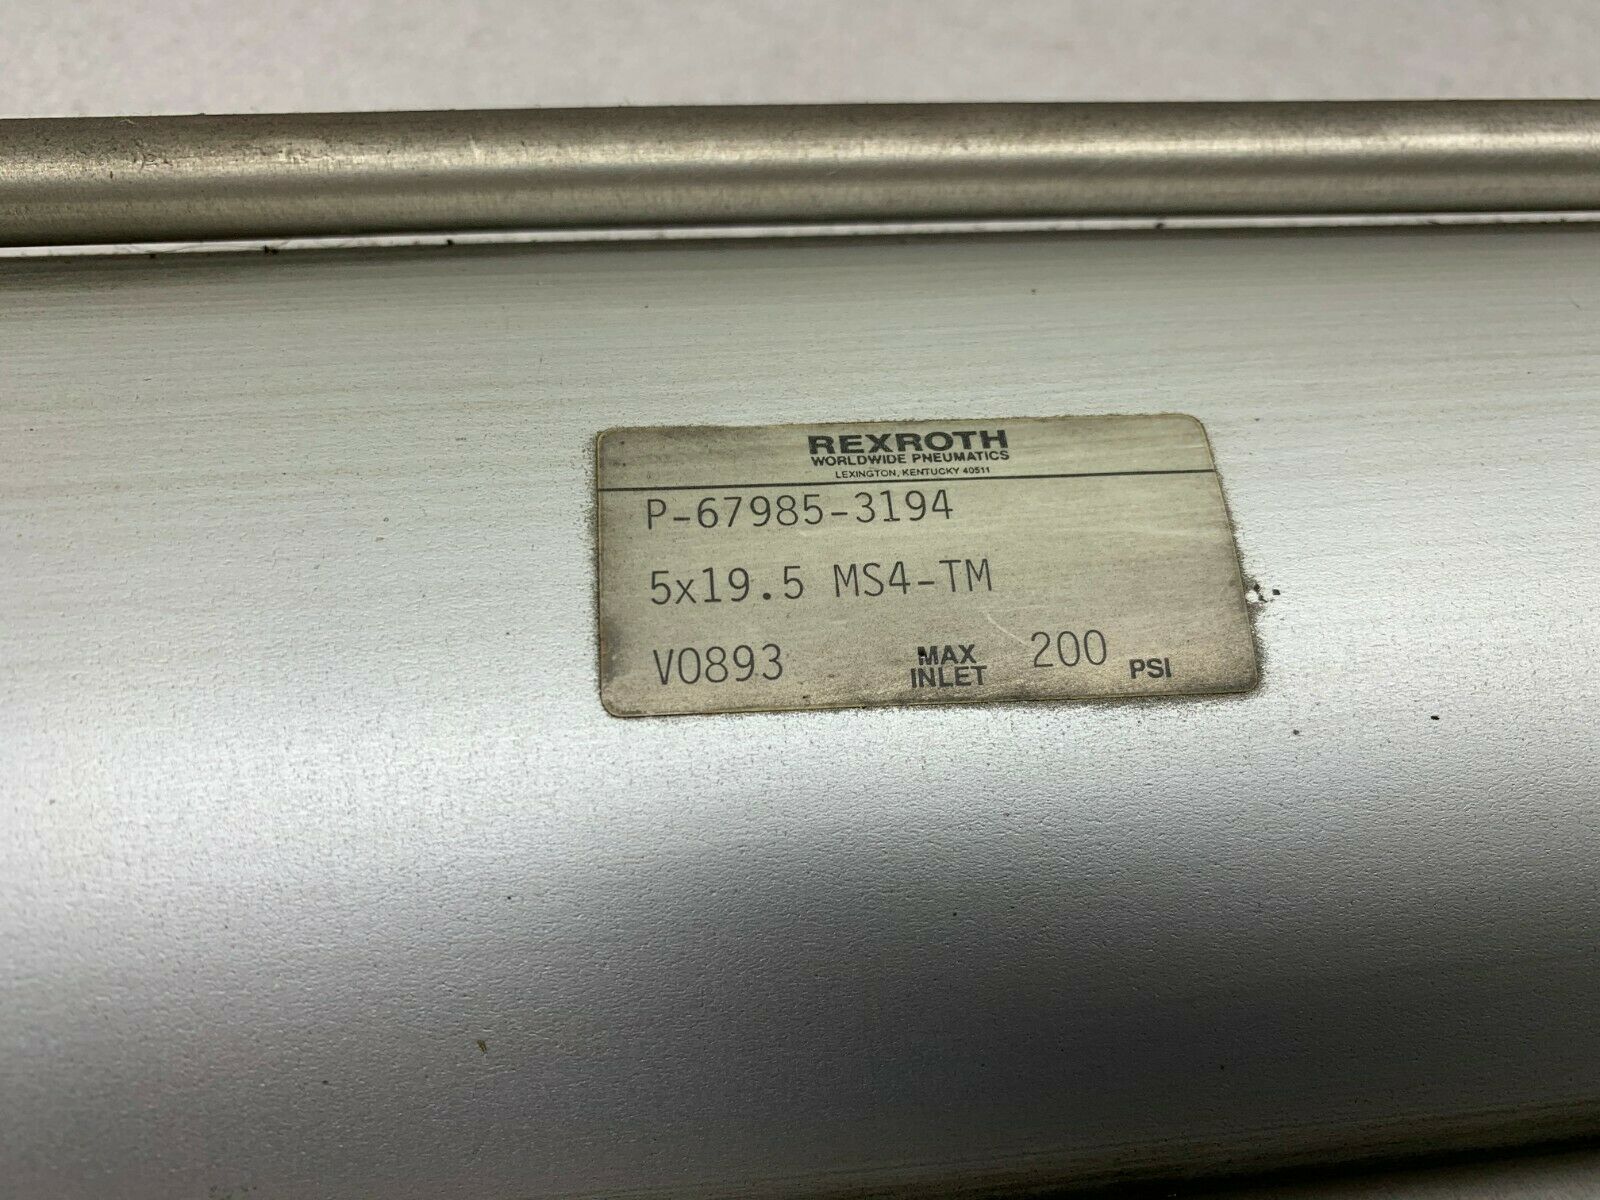 REXROTH
WORLDWIDE PNEUMATICS
LEXINGTON, KENTUCKY 40511
P-67985-3194
5x19.5 MS4-TM
V0893 MAX INLET 200 PSI